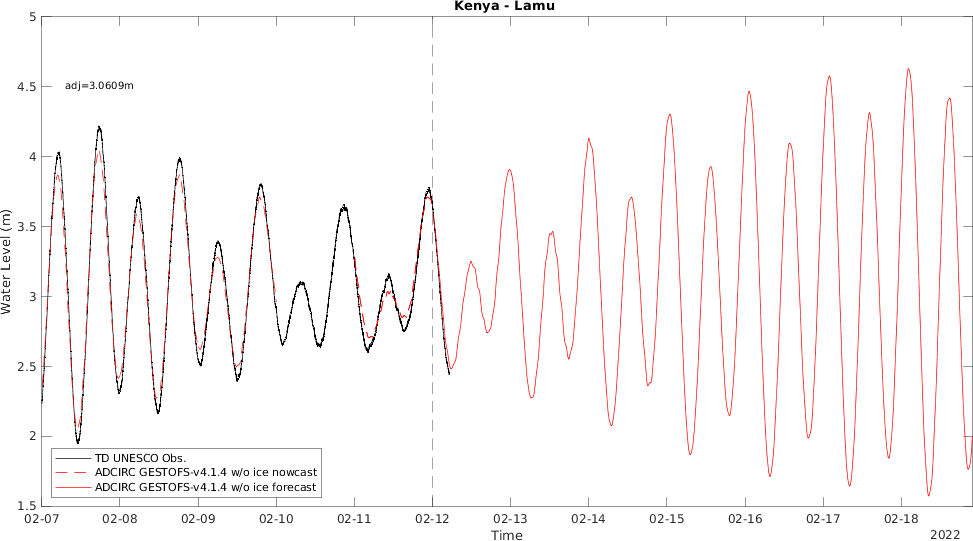 Kenya - Lamu
5
4.5
4
3.5
3
2.5
2
1.5
Water Level (m)
adj=3.0609m
TD UNESCO Obs.
ADCIRC GESTOFS-v4.1.4 w/o ice nowcast
ADCIRC GESTOFS-v4.1.4 w/o ice forecast
02-07 02-08 02-09 02-10 02-11 02-12 02-13 02-14 02-15 02-16 02-17 02-18
Time
2022